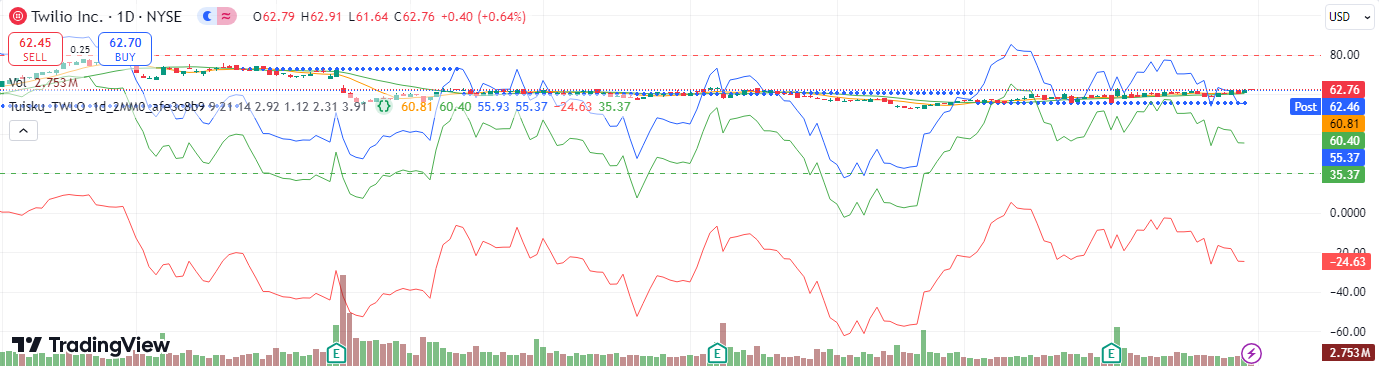 Twilio Inc. · 1D · NYSE O62.79 H62.91 L61.64 C62.76 +0.40 (+0.64%)
USD
62.45
SELL
0.25
62.70
BUY
Vol 2.753 M
Tuisku_TWLO_1d_2MM0_afe3c8b9 9 21 14 2.92 1.12 2.31 3.91 {} 60.81 60.40 55.93 55.37 −24.63 35.37
80.00
62.76
Post 62.46
60.81
60.40
55.37
35.37
0.0000
−20.00
−24.63
−40.00
−60.00
2.753 M
E
E
E
TradingView